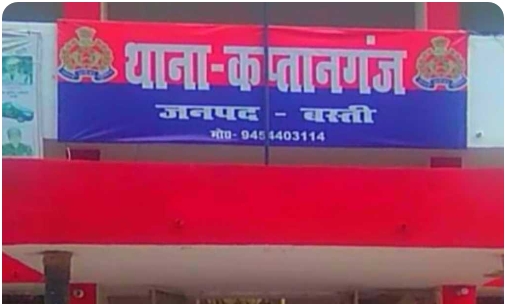 थाना-कप्तानगंज
जनपद - बस्ती
मो0- 9454403114